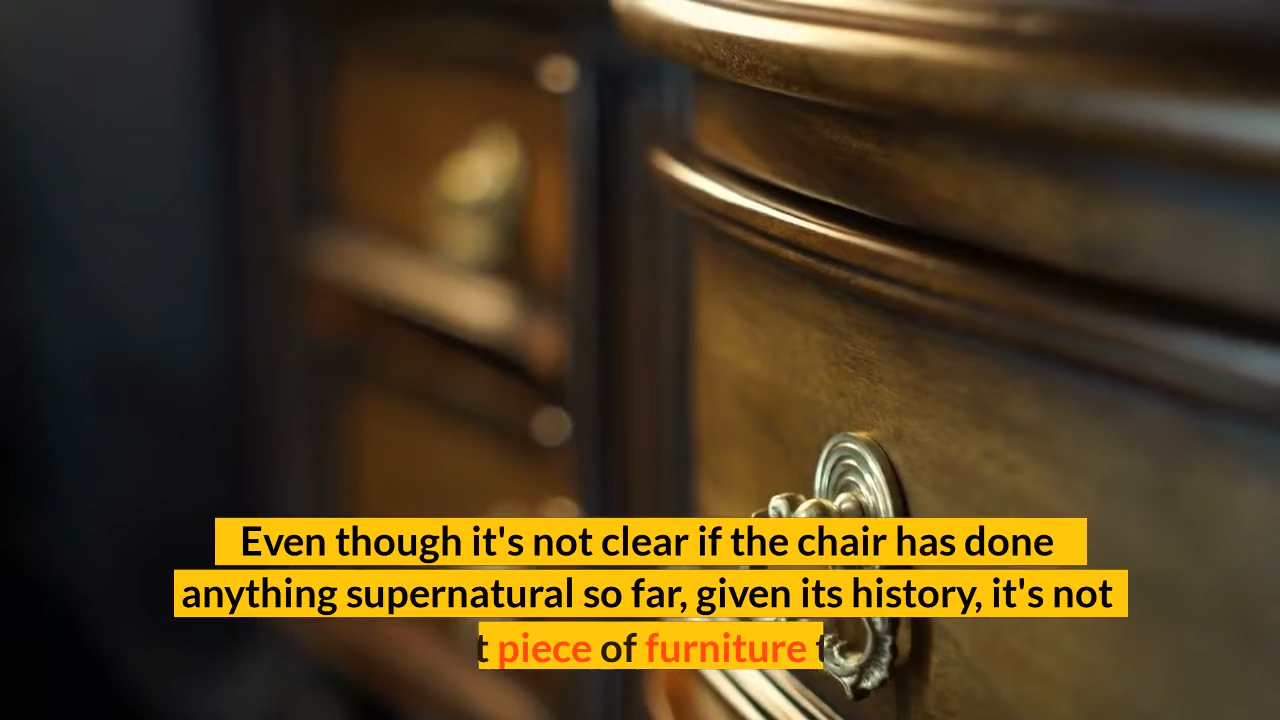 Even though it's not clear if the chair has done
anything supernatural so far, given its history, it's not
t piece of furniture t